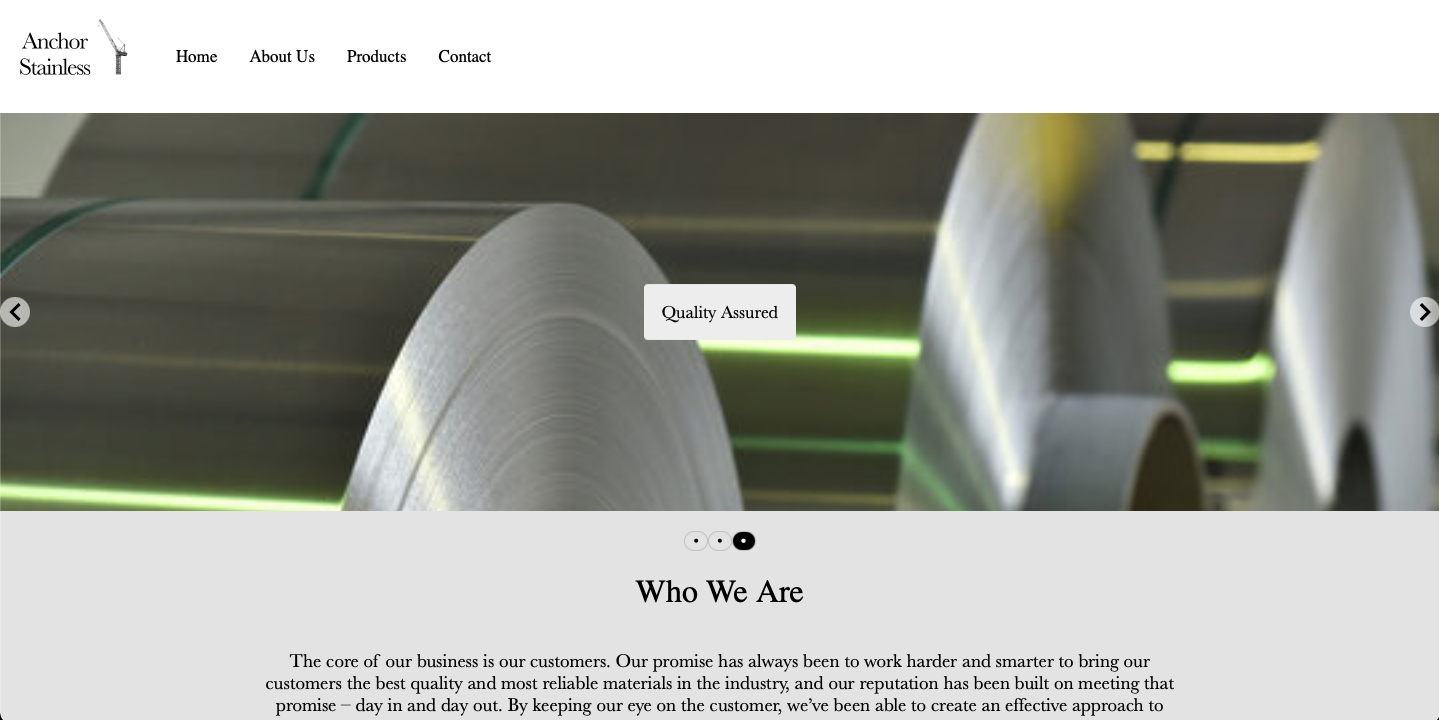 Anchor
Stainless
Home
About Us
Products
Contact
Quality Assured
Who We Are
The core of our business is our customers. Our promise has always been to work harder and smarter to bring our
customers the best quality and most reliable materials in the industry, and our reputation has been built on meeting that
promise – day in and day out. By keeping our eye on the customer, we’ve been able to create an effective approach to